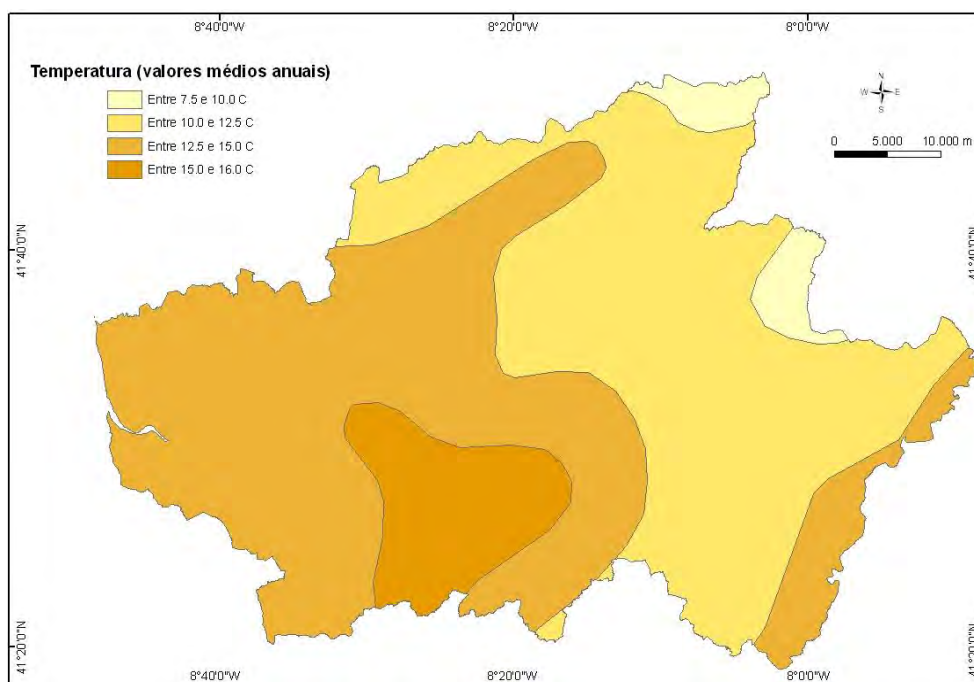 8°40'0"W 8°20'0"W 8°0'0"W
Temperatura (valores médios anuais)
Entre 7.5 e 10.0 C
Entre 10.0 e 12.5 C
Entre 12.5 e 15.0 C
Entre 15.0 e 16.0 C
N
W E
S
0 5.000 10.000 m
41°40'0"N 41°40'0"N
41°20'0"N 41°20'0"N
8°40'0"W 8°20'0"W 8°0'0"W